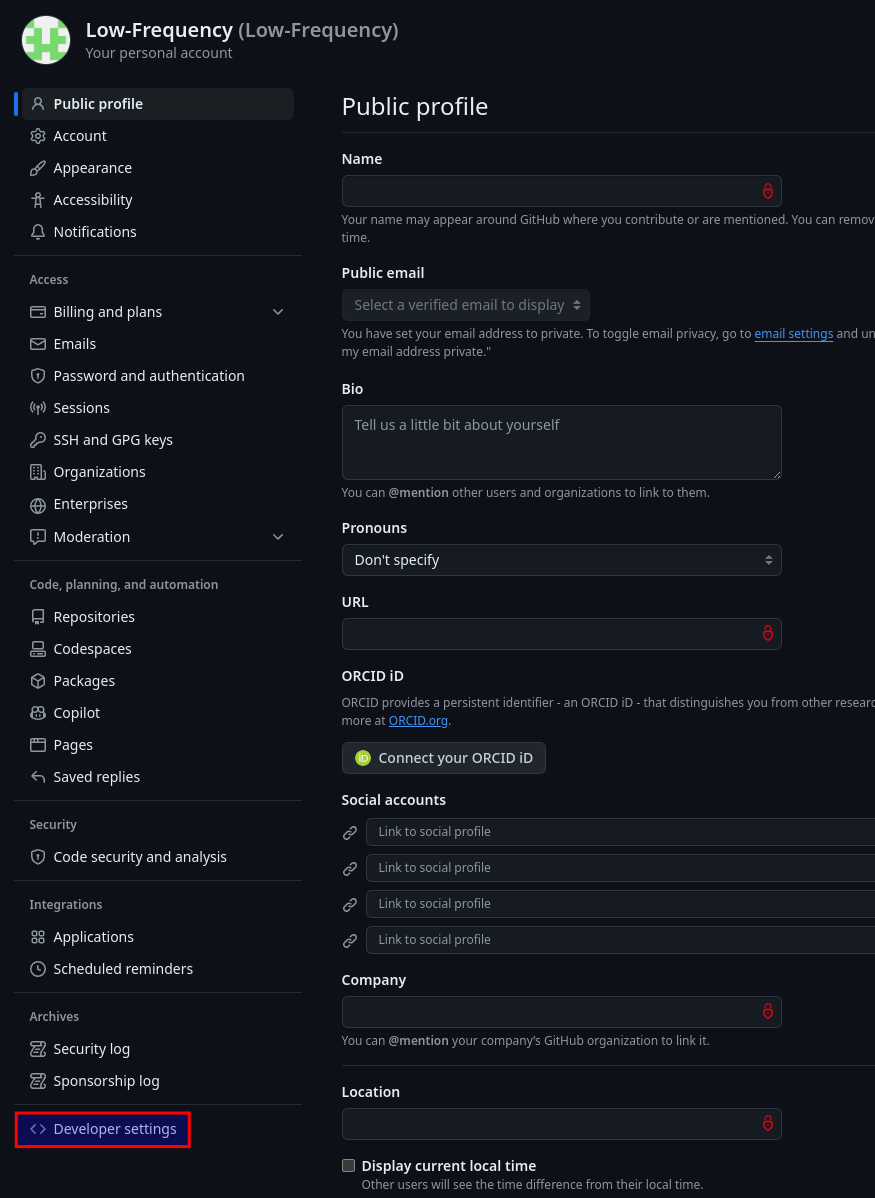 Low-Frequency (Low-Frequency)
Your personal account
Public profile
Account
Appearance
Accessibility
Notifications
Access
Billing and plans
Emails
Password and authentication
Sessions
SSH and GPG keys
Organizations
Enterprises
Moderation
Code, planning, and automation
Repositories
Codespaces
Packages
Copilot
Pages
Saved replies
Security
Code security and analysis
Integrations
Applications
Scheduled reminders
Archives
Security log
Sponsorship log
Developer settings
Public profile
Name
Your name may appear around GitHub where you contribute or are mentioned. You can remov
time.
Public email
Select a verified email to display
You have set your email address to private. To toggle email privacy, go to email settings and un
my email address private."
Bio
Tell us a little bit about yourself
You can @mention other users and organizations to link to them.
Pronouns
Don't specify
URL
ORCID iD
ORCID provides a persistent identifier - an ORCID iD - that distinguishes you from other researc
more at ORCID.org.
iD Connect your ORCID iD
Social accounts
Link to social profile
Link to social profile
Link to social profile
Link to social profile
Company
You can @mention your company’s GitHub organization to link it.
Location
Display current local time
Other users will see the time difference from their local time.